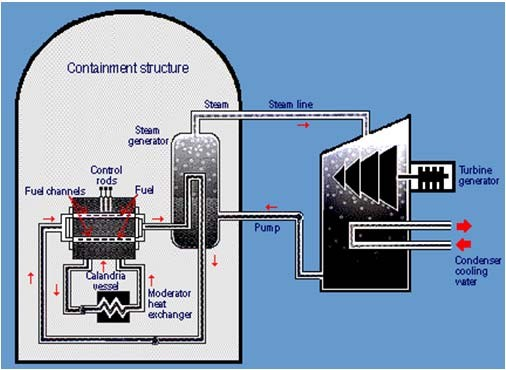 Containment structure
Steam
Steam line
Steam
generator
Control
rods
Fuel channels
Fuel
Turbine
generator
Pump
Condenser
cooling
water
Calandria
vessel
Moderator
heat
exchanger